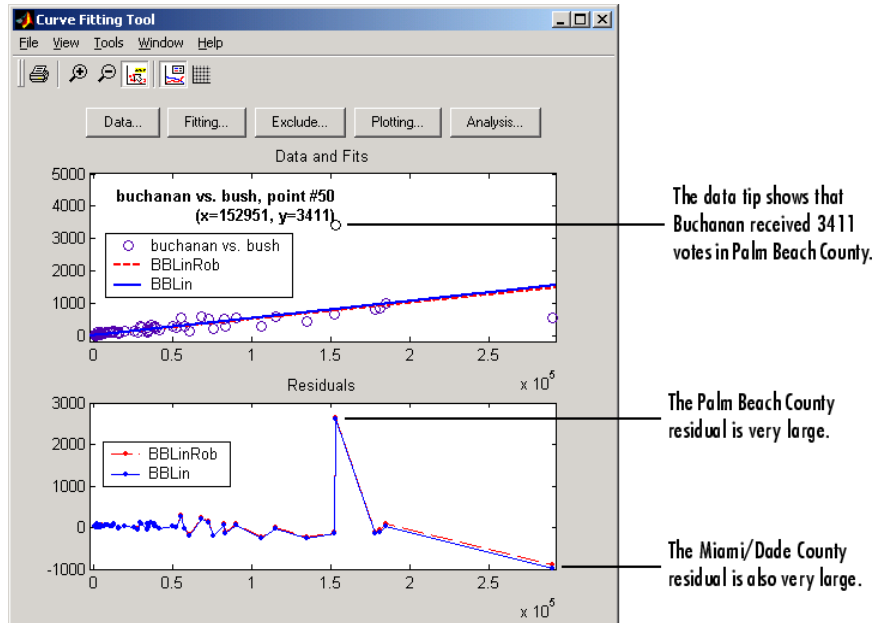 Curve Fitting Tool
File View Tools Window Help
Data... Fitting... Exclude... Plotting... Analysis...
Data and Fits
5000
4000
3000
2000
1000
0
buchanan vs. bush, point #50
(x=152951, y=3411)
buchanan vs. bush
BBLinRob
BBLin
0 0.5 1 1.5 2 2.5
x 10^5
The data tip shows that
Buchanan received 3411
votes in Palm Beach County.
Residuals
3000
2000
1000
0
-1000
BBLinRob
BBLin
0 0.5 1 1.5 2 2.5
x 10^5
The Palm Beach County
residual is very large.
The Miami/Dade County
residual is also very large.